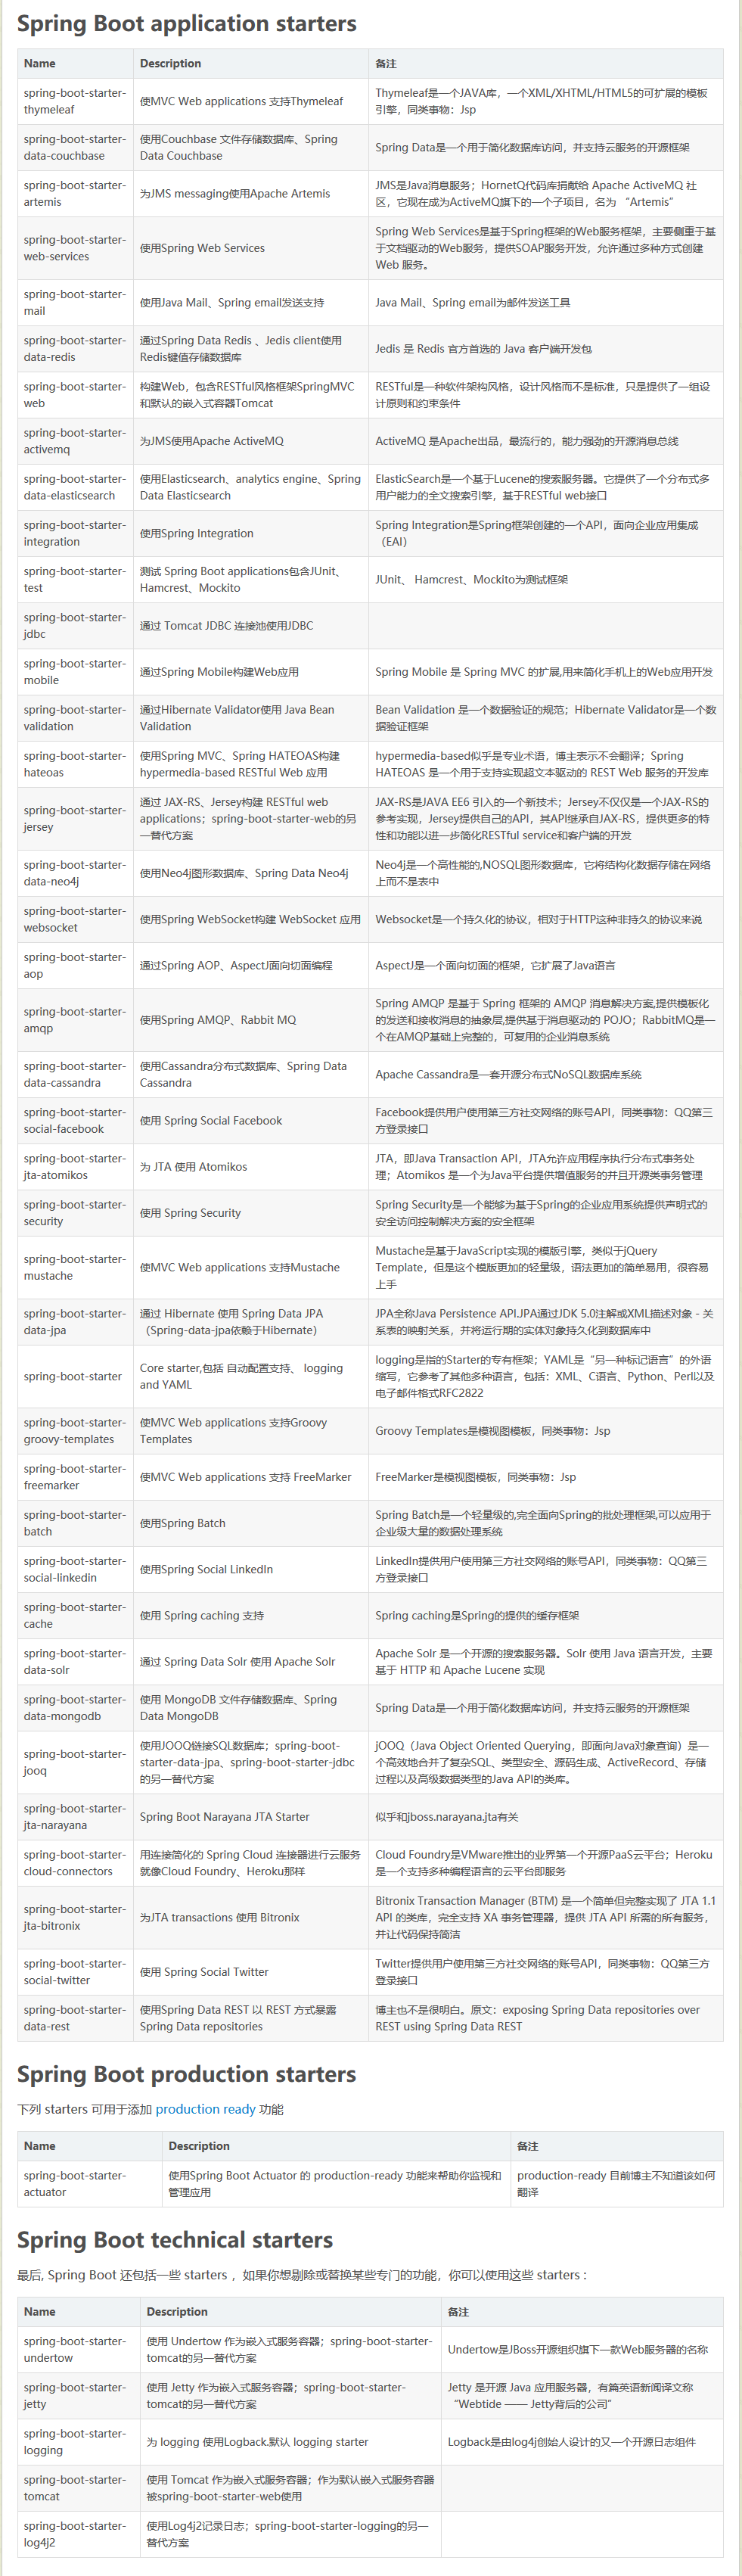 Spring Boot application starters
Name Description 备注
spring-boot-starter-
thymeleaf
使MVC Web applications 支持Thymeleaf
Thymeleaf是一个JAVA库，一个XML/XHTML/HTML5的可扩展的模板
引擎，同类事物：Jsp
spring-boot-starter-
data-couchbase
使用Couchbase 文件存储数据库、Spring
Data Couchbase
Spring Data是一个用于简化数据库访问，并支持云服务的开源框架
spring-boot-starter-
artemis
为JMS messaging使用Apache Artemis
JMS是Java消息服务；HornetQ代码库捐献给 Apache ActiveMQ 社
区，它现在成为ActiveMQ旗下的一个子项目，名为 “Artemis”
spring-boot-starter-
web-services
使用Spring Web Services
Spring Web Services是基于Spring框架的Web服务框架，主要侧重于基
于文档驱动的Web服务，提供SOAP服务开发，允许通过多种方式创建
Web 服务。
spring-boot-starter-
mail
使用Java Mail、Spring email发送支持
Java Mail、Spring email为邮件发送工具
spring-boot-starter-
data-redis
通过Spring Data Redis 、Jedis client使用
Redis键值存储数据库
Jedis 是 Redis 官方首选的 Java 客户端开发包
spring-boot-starter-
web
构建Web，包含RESTful风格框架SpringMVC
和默认的嵌入式容器Tomcat
RESTful是一种软件架构风格，设计风格而不是标准，只是提供了一组设
计原则和约束条件
spring-boot-starter-
activemq
为JMS使用Apache ActiveMQ
ActiveMQ 是Apache出品，最流行的，能力强劲的开源消息总线
spring-boot-starter-
data-elasticsearch
使用Elasticsearch、analytics engine、Spring
Data Elasticsearch
ElasticSearch是一个基于Lucene的搜索服务器。它提供了一个分布式多
用户能力的全文搜索引擎，基于RESTful web接口
spring-boot-starter-
integration
使用Spring Integration
Spring Integration是Spring框架创建的一个API，面向企业应用集成
（EAI）
spring-boot-starter-
test
测试 Spring Boot applications包含JUnit、
Hamcrest、Mockito
JUnit、 Hamcrest、Mockito为测试框架
spring-boot-starter-
jdbc
通过 Tomcat JDBC 连接池使用JDBC
spring-boot-starter-
mobile
通过Spring Mobile构建Web应用
Spring Mobile 是 Spring MVC 的扩展,用来简化手机上的Web应用开发
spring-boot-starter-
validation
通过Hibernate Validator使用 Java Bean
Validation
Bean Validation 是一个数据验证的规范；Hibernate Validator是一个数
据验证框架
spring-boot-starter-
hateoas
使用Spring MVC、Spring HATEOAS构建
hypermedia-based RESTful Web 应用
hypermedia-based似乎是专业术语，博主表示不会翻译；Spring
HATEOAS 是一个用于支持实现超文本驱动的 REST Web 服务的开发库
spring-boot-starter-
jersey
通过 JAX-RS、Jersey构建 RESTful web
applications；spring-boot-starter-web的另
一替代方案
JAX-RS是JAVA EE6 引入的一个新技术；Jersey不仅仅是一个JAX-RS的
参考实现，Jersey提供自己的API，其API继承自JAX-RS，提供更多的特
性和功能以进一步简化RESTful service和客户端的开发
spring-boot-starter-
data-neo4j
使用Neo4j图形数据库、Spring Data Neo4j
Neo4j是一个高性能的,NOSQL图形数据库，它将结构化数据存储在网络
上而不是表中
spring-boot-starter-
websocket
使用Spring WebSocket构建 WebSocket 应用
Websocket是一个持久化的协议，相对于HTTP这种非持久的协议来说
spring-boot-starter-
aop
通过Spring AOP、AspectJ面向切面编程
AspectJ是一个面向切面的框架，它扩展了Java语言
spring-boot-starter-
amqp
使用Spring AMQP、Rabbit MQ
Spring AMQP 是基于 Spring 框架的 AMQP 消息解决方案,提供模板化
的发送和接收消息的抽象层,提供基于消息驱动的 POJO；RabbitMQ是一
个在AMQP基础上完整的，可复用的企业消息系统
spring-boot-starter-
data-cassandra
使用Cassandra分布式数据库、Spring Data
Cassandra
Apache Cassandra是一套开源分布式NoSQL数据库系统
spring-boot-starter-
social-facebook
使用 Spring Social Facebook
Facebook提供用户使用第三方社交网络的账号API，同类事物：QQ第三
方登录接口
spring-boot-starter-
jta-atomikos
为 JTA 使用 Atomikos
JTA，即Java Transaction API，JTA允许应用程序执行分布式事务处
理；Atomikos 是一个为Java平台提供增值服务的并且开源类事务管理
spring-boot-starter-
security
使用 Spring Security
Spring Security是一个能够为基于Spring的企业应用系统提供声明式的
安全访问控制解决方案的安全框架
spring-boot-starter-
mustache
使MVC Web applications 支持Mustache
Mustache是基于JavaScript实现的模版引擎，类似于jQuery
Template，但是这个模版更加的轻量级，语法更加的简单易用，很容易
上手
spring-boot-starter-
data-jpa
通过 Hibernate 使用 Spring Data JPA
（Spring-data-jpa依赖于Hibernate）
JPA全称Java Persistence API.JPA通过JDK 5.0注解或XML描述对象－关
系表的映射关系，并将运行期的实体对象持久化到数据库中
spring-boot-starter
Core starter,包括 自动配置支持、 logging
and YAML
logging是指的Starter的专有框架；YAML是“另一种标记语言”的外语
缩写，它参考了其他多种语言，包括：XML、C语言、Python、Perl以及
电子邮件格式RFC2822
spring-boot-starter-
groovy-templates
使MVC Web applications 支持Groovy
Templates
Groovy Templates是模视图模板，同类事物：Jsp
spring-boot-starter-
freemarker
使MVC Web applications 支持 FreeMarker
FreeMarker是模视图模板，同类事物：Jsp
spring-boot-starter-
batch
使用Spring Batch
Spring Batch是一个轻量级的,完全面向Spring的批处理框架,可以应用于
企业级大量的数据处理系统
spring-boot-starter-
social-linkedin
使用Spring Social LinkedIn
LinkedIn提供用户使用第三方社交网络的账号API，同类事物：QQ第三
方登录接口
spring-boot-starter-
cache
使用 Spring caching 支持
Spring caching是Spring的提供的缓存框架
spring-boot-starter-
data-solr
通过 Spring Data Solr 使用 Apache Solr
Apache Solr 是一个开源的搜索服务器。Solr 使用 Java 语言开发，主要
基于 HTTP 和 Apache Lucene 实现
spring-boot-starter-
data-mongodb
使用 MongoDB 文件存储数据库、Spring
Data MongoDB
Spring Data是一个用于简化数据库访问，并支持云服务的开源框架
spring-boot-starter-
jooq
使用JOOQ链接SQL数据库；spring-boot-
starter-data-jpa、spring-boot-starter-jdbc
的另一替代方案
jOOQ（Java Object Oriented Querying，即面向Java对象查询）是一
个高效地合并了复杂SQL、类型安全、源码生成、ActiveRecord、存储
过程以及高级数据类型的Java API的类库。
spring-boot-starter-
jta-narayana
Spring Boot Narayana JTA Starter
似乎和jboss.narayana.jta有关
spring-boot-starter-
cloud-connectors
用连接简化的 Spring Cloud 连接器进行云服务
就像Cloud Foundry、Heroku那样
Cloud Foundry是VMware推出的业界第一个开源PaaS云平台；Heroku
是一个支持多种编程语言的云平台即服务
spring-boot-starter-
jta-bitronix
为JTA transactions 使用 Bitronix
Bitronix Transaction Manager (BTM) 是一个简单但完整实现了 JTA 1.1
API 的类库，完全支持 XA 事务管理器，提供 JTA API 所需的所有服务，
并让代码保持简洁
spring-boot-starter-
social-twitter
使用 Spring Social Twitter
Twitter提供用户使用第三方社交网络的账号API，同类事物：QQ第三方
登录接口
spring-boot-starter-
data-rest
使用Spring Data REST 以 REST 方式暴露
Spring Data repositories
博主也不是很明白。原文：exposing Spring Data repositories over
REST using Spring Data REST
Spring Boot production starters
下列 starters 可用于添加 production ready 功能
Name Description 备注
spring-boot-starter-
actuator
使用Spring Boot Actuator 的 production-ready 功能来帮助你监视和
管理应用
production-ready 目前博主不知道该如何
翻译
Spring Boot technical starters
最后, Spring Boot 还包括一些 starters ，如果你想剔除或替换某些专门的功能，你可以使用这些 starters :
Name Description 备注
spring-boot-starter-
undertow
使用 Undertow 作为嵌入式服务容器；spring-boot-starter-
tomcat的另一替代方案
Undertow是JBoss开源组织旗下一款Web服务器的名称
spring-boot-starter-
jetty
使用 Jetty 作为嵌入式服务容器；spring-boot-starter-
tomcat的另一替代方案
Jetty 是开源 Java 应用服务器，有篇英语新闻译文称
“Webtide —— Jetty背后的公司”
spring-boot-starter-
logging
为 logging 使用Logback.默认 logging starter
Logback是由log4j创始人设计的又一个开源日志组件
spring-boot-starter-
tomcat
使用 Tomcat 作为嵌入式服务容器；作为默认嵌入式服务容器
被spring-boot-starter-web使用
spring-boot-starter-
log4j2
使用Log4j2记录日志；spring-boot-starter-logging的另一
替代方案